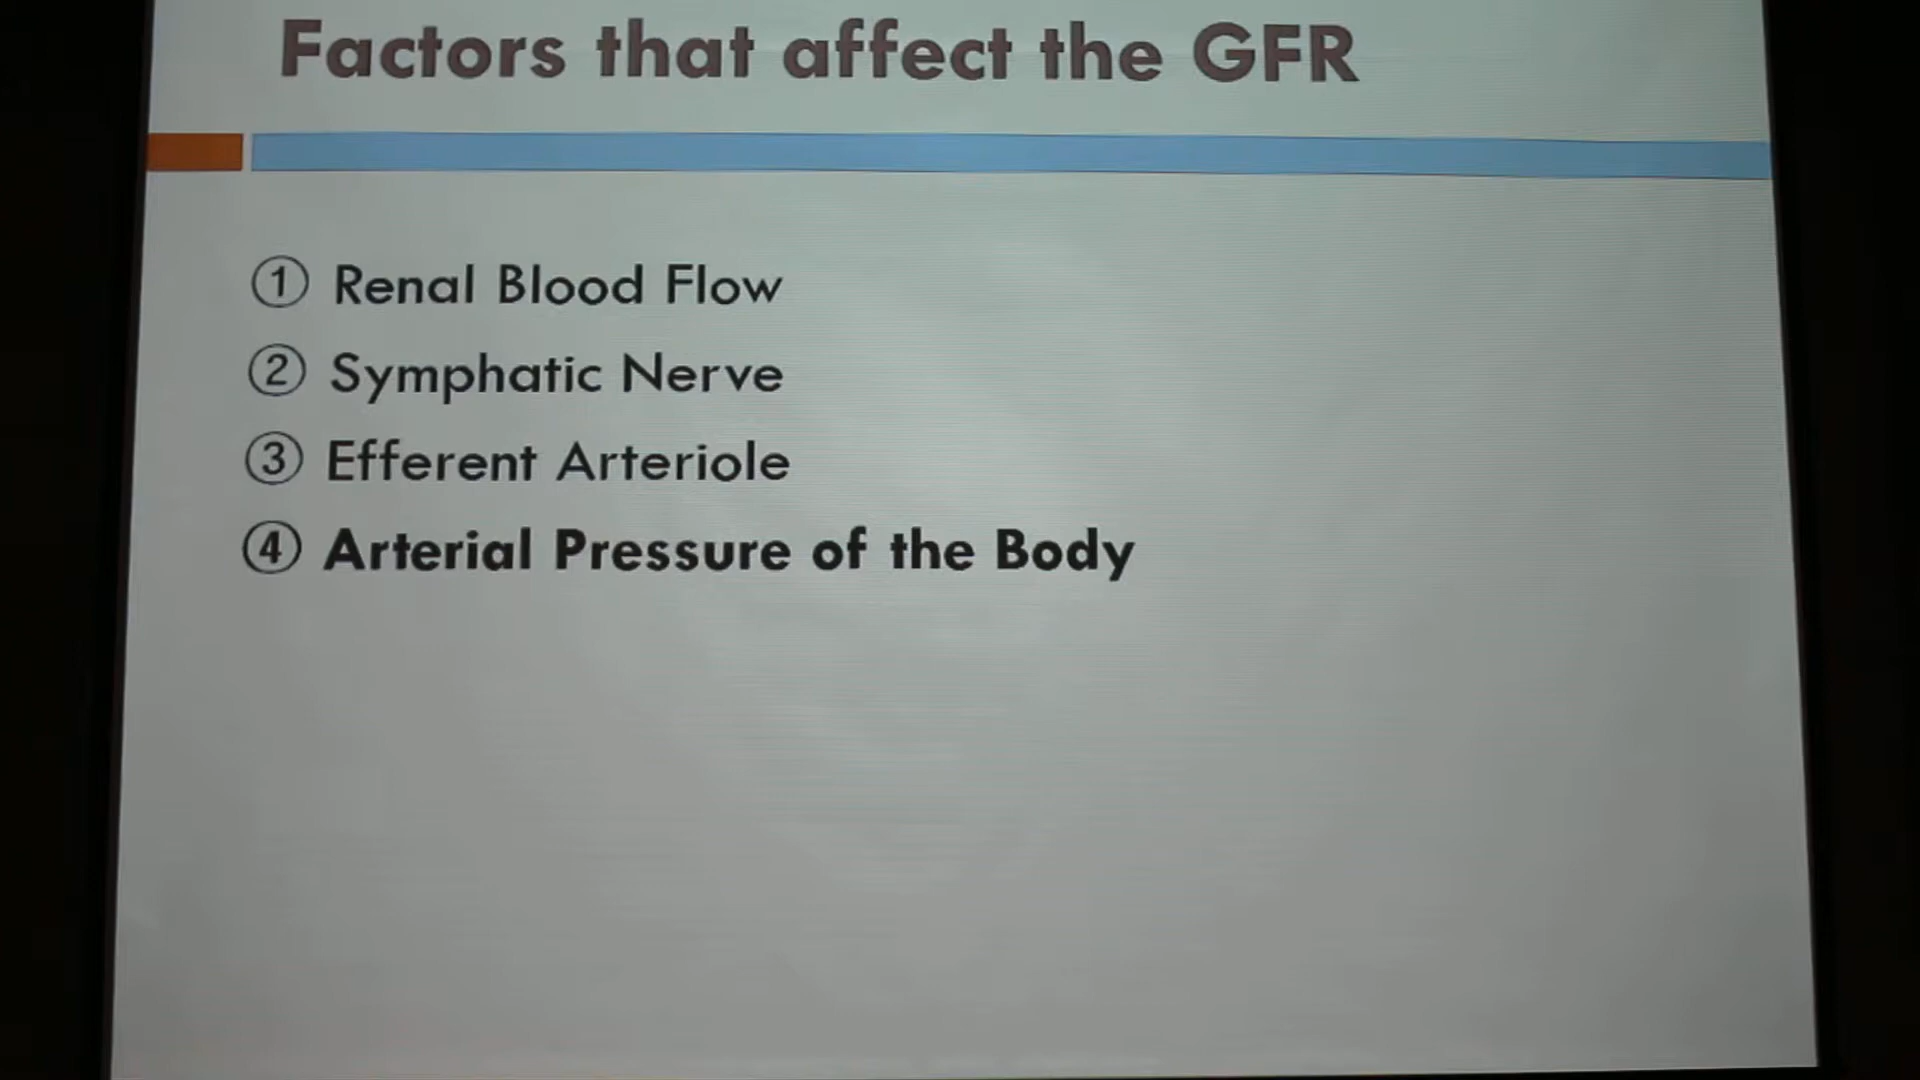 Factors that affect the GFR
① Renal Blood Flow
② Symphatic Nerve
③ Efferent Arteriole
④ Arterial Pressure of the Body